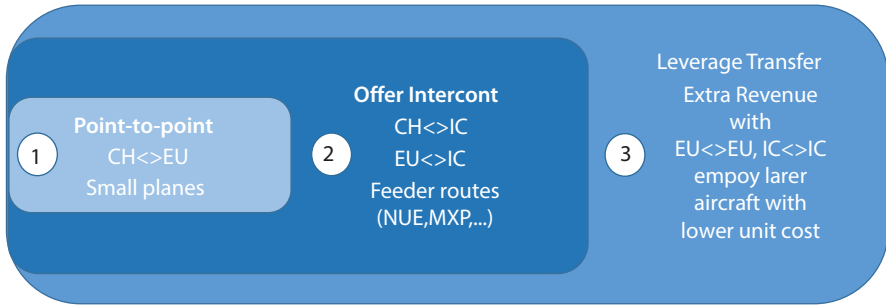 1
Point-to-point
CH<>EU
Small planes
2
Offer Intercont
CH<>IC
EU<>IC
Feeder routes
(NUE,MXP,...)
3
Leverage Transfer
Extra Revenue
with
EU<>EU, IC<>IC
empoy larer
aircraft with
lower unit cost